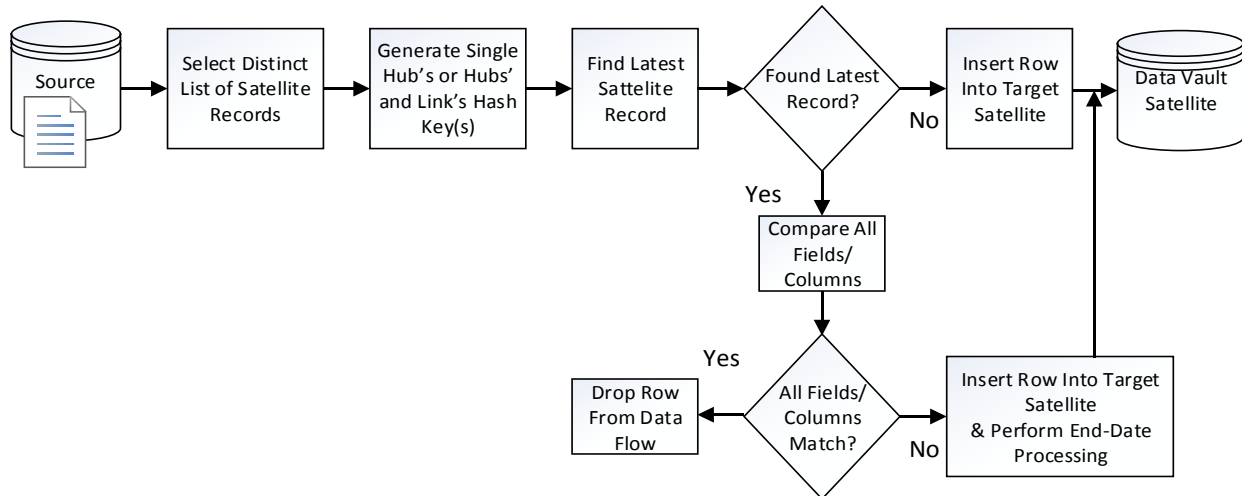 Source
Select Distinct
List of Satellite
Records
Generate Single
Hub's or Hubs'
and Link's Hash
Key(s)
Find Latest
Sattelite
Record
Found Latest
Record?
No
Insert Row
Into Target
Satellite
Data Vault
Satellite
Yes
Compare All
Fields/
Columns
Yes
All Fields/
Columns
Match?
Drop Row
From Data
Flow
No
Insert Row Into Target
Satellite
& Perform End-Date
Processing